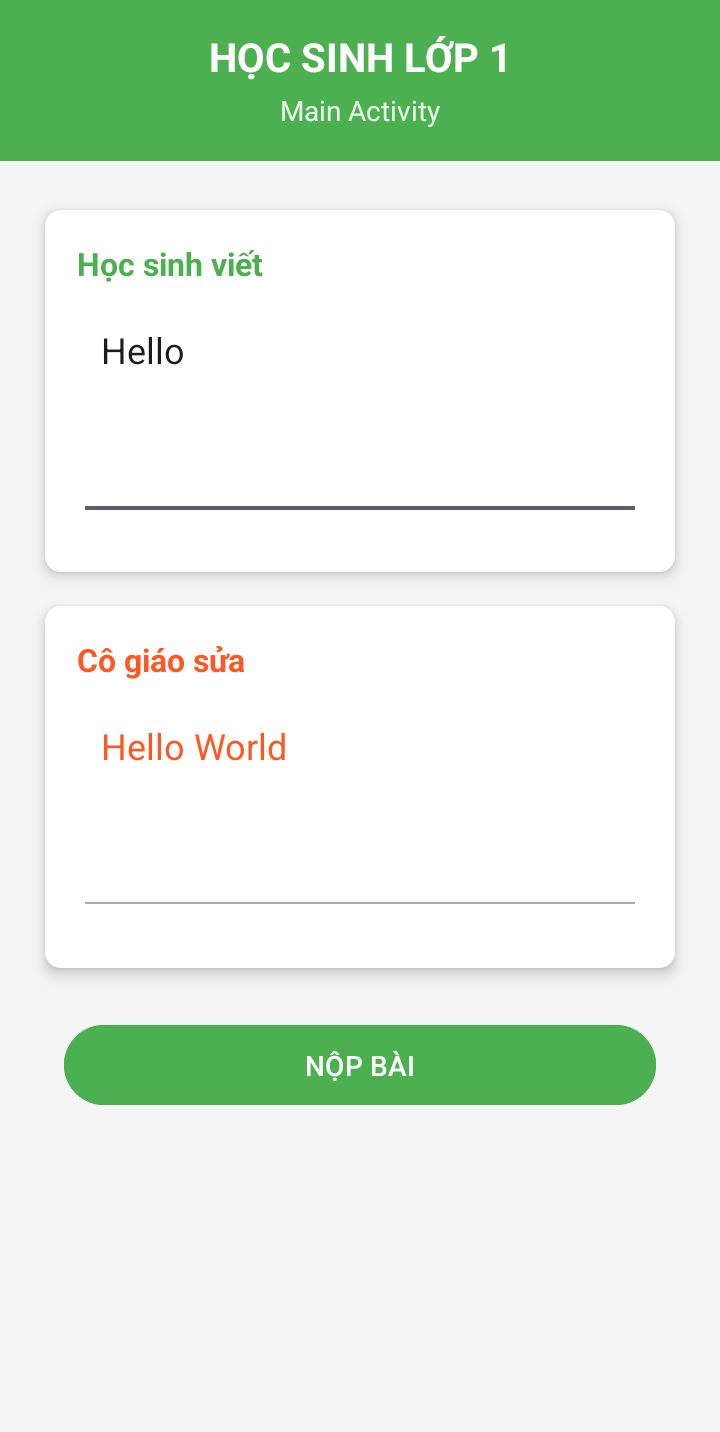 HỌC SINH LỚP 1
Main Activity
Học sinh viết
Hello
Cô giáo sửa
Hello World
NỘP BÀI